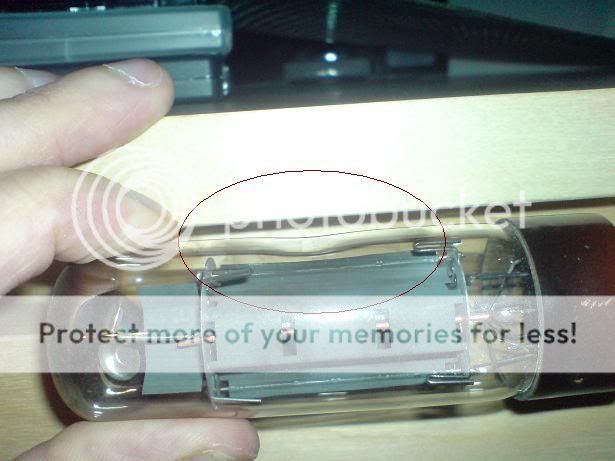 photobucket
Protect more of your memories for less!